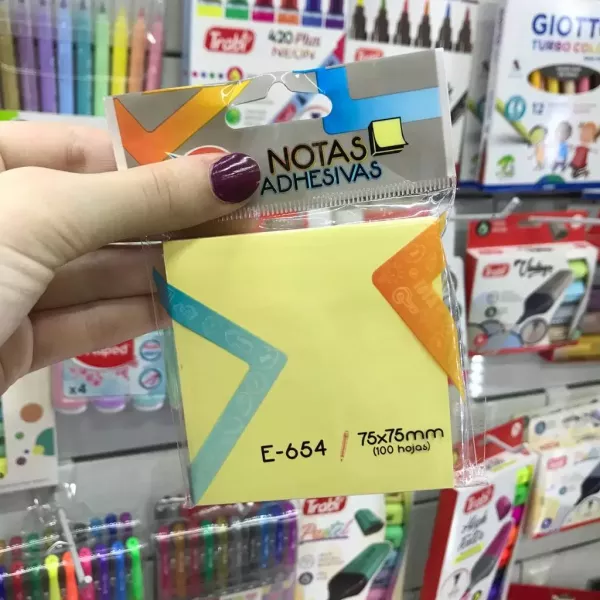 Trabi
420 Plus
NEON
GIOTTO
TURBO COLOR
12
NOTAS
ADHESIVAS
Trabi
Vintage
x4
E-654
75x75mm
(100 hojas)
Trabi
Pastel
Trabi
Trabi